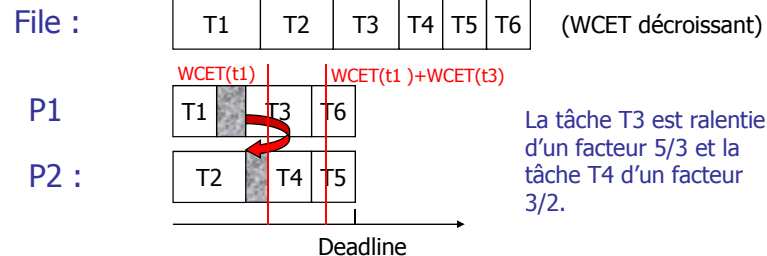 File : T1 T2 T3 T4 T5 T6 (WCET décroissant)
WCET(t1) WCET(t1 )+WCET(t3)
P1 T1 T3 T6
La tâche T3 est ralentie
d'un facteur 5/3 et la
tâche T4 d'un facteur
3/2.
P2 : T2 T4 T5
Deadline